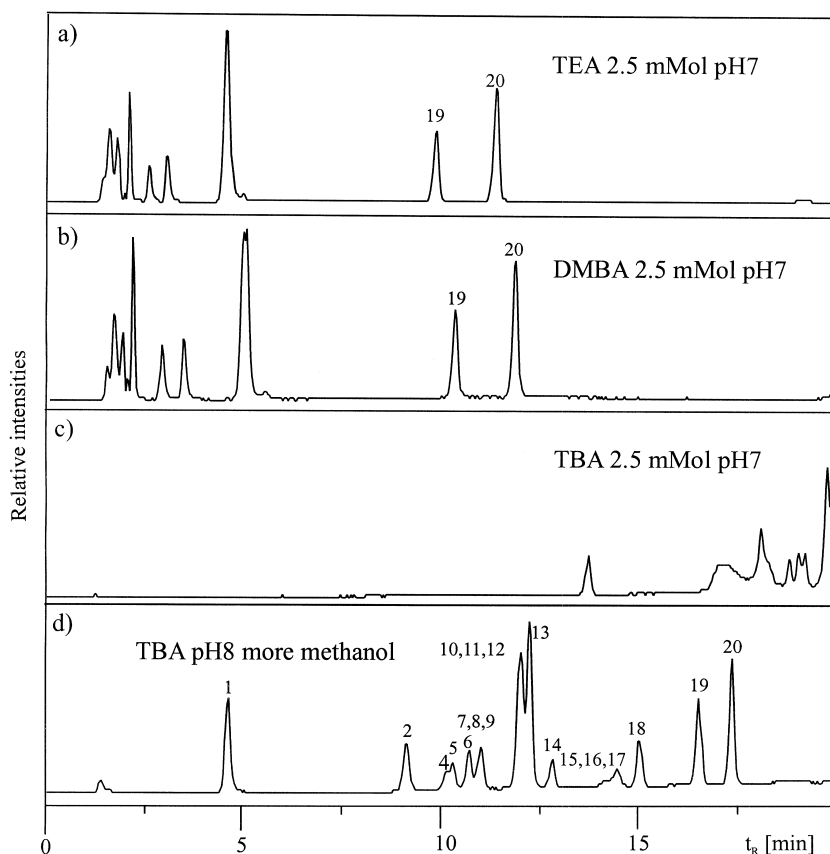 a)
TEA 2.5 mMol pH7
19
20
b)
DMBA 2.5 mMol pH7
19
20
c)
TBA 2.5 mMol pH7
d)
TBA pH8 more methanol
1
2
4
5
6
7,8,9
10,11,12
13
14
15,16,17
18
19
20
Relative intensities
0
5
10
15
tR [min]